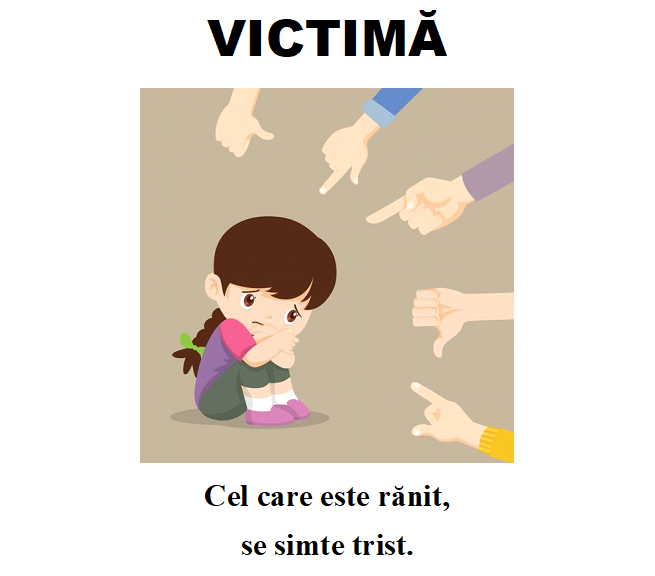 VICTIMĂ
Cel care este rănit,
se simte trist.